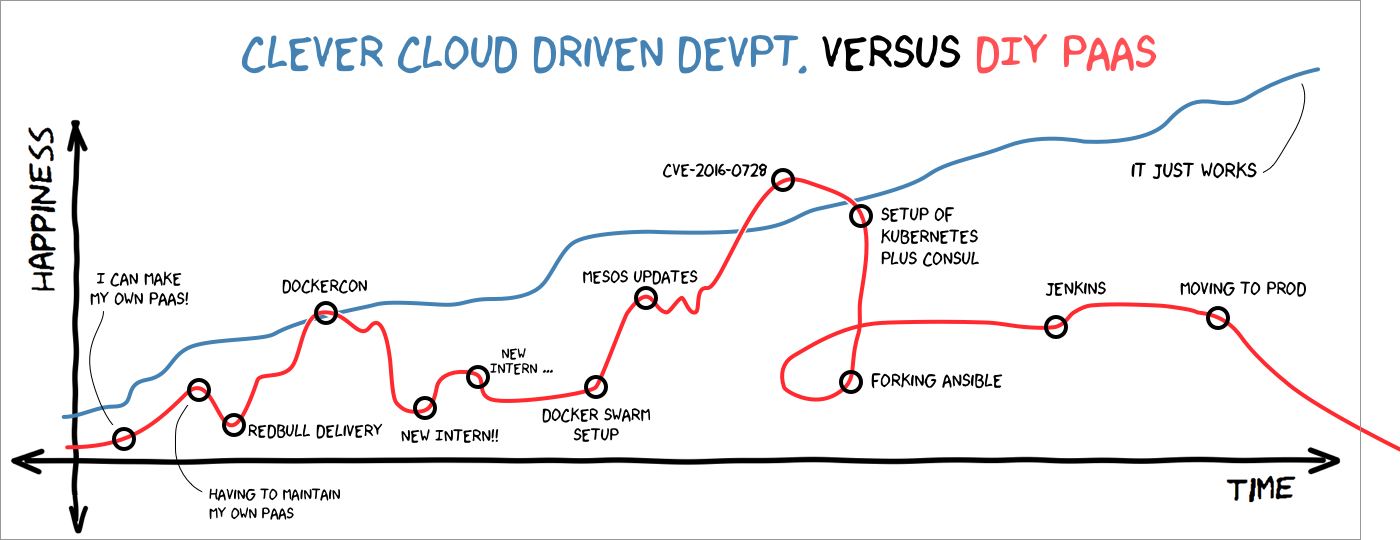 CLEVER CLOUD DRIVEN DEVPT. VERSUS DIY PAAS
HAPPINESS
CVE-2016-0728
IT JUST WORKS
SETUP OF
KUBERNETES
PLUS CONSUL
I CAN MAKE
MY OWN PAAS!
DOCKERCON
MESOS UPDATES
JENKINS
MOVING TO PROD
NEW
INTERN ...
FORKING ANSIBLE
REDBULL DELIVERY
NEW INTERN!!
DOCKER SWARM
SETUP
HAVING TO MAINTAIN
MY OWN PAAS
TIME